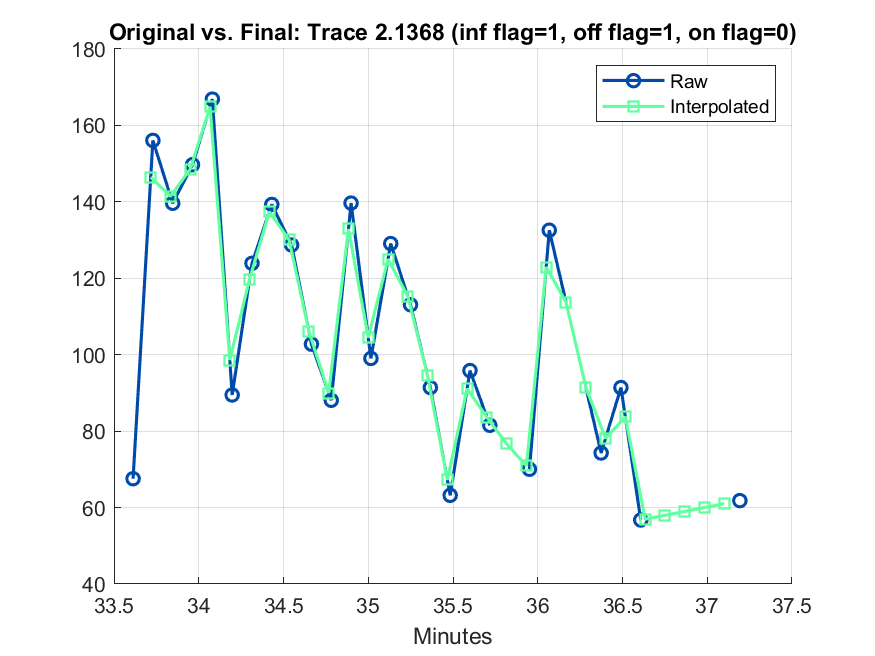 Original vs. Final: Trace 2.1368 (inf flag=1, off flag=1, on flag=0)
180
160
140
120
100
80
60
40
Raw
Interpolated
33.5 34 34.5 35 35.5 36 36.5 37 37.5
Minutes